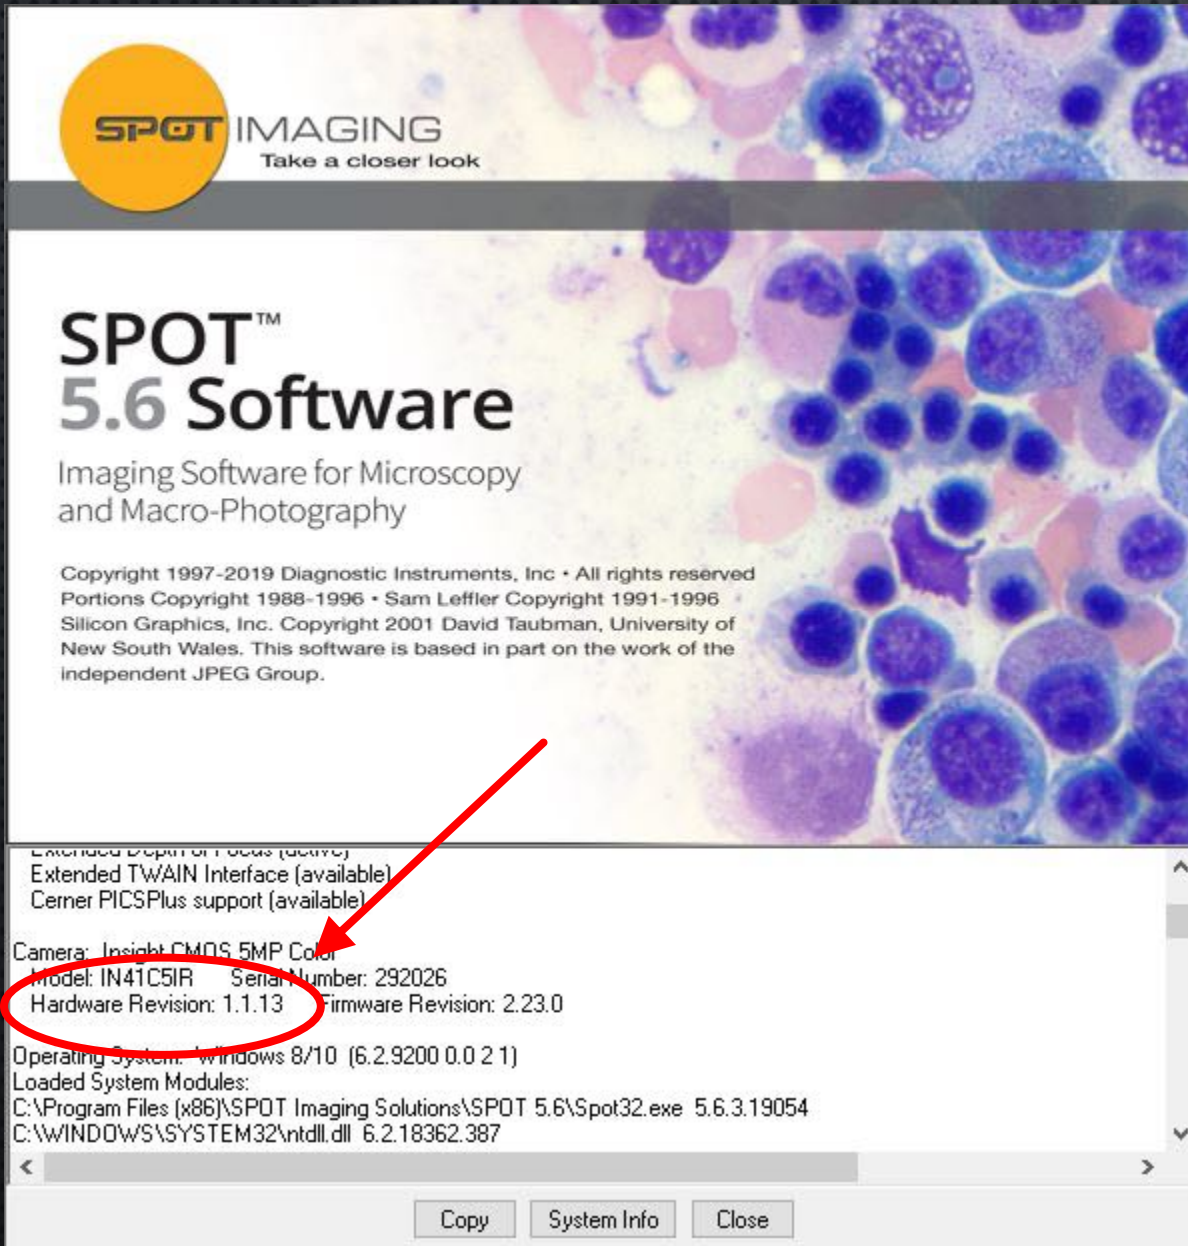 SPOT IMAGING
Take a closer look
SPOT™
5.6 Software
Imaging Software for Microscopy
and Macro-Photography
Copyright 1997-2019 Diagnostic Instruments, Inc • All rights reserved
Portions Copyright 1988-1996 • Sam Leffler Copyright 1991-1996
Silicon Graphics, Inc. Copyright 2001 David Taubman, University of
New South Wales. This software is based in part on the work of the
independent JPEG Group.
Extended Depth of Focus (active)
Extended TWAIN Interface (available)
Cerner PICSPlus support (available)
Camera: Insight CMOS 5MP Color
Model: IN41C5IR Serial Number: 292026
Hardware Revision: 1.1.13 Firmware Revision: 2.23.0
Operating System: Windows 8/10 (6.2.9200 0.0 2 1)
Loaded System Modules:
C:\Program Files (x86)\SPOT Imaging Solutions\SPOT 5.6\Spot32.exe 5.6.3.19054
C:\WINDOWS\SYSTEM32\ntdll.dll 6.2.18362.387
Copy System Info Close